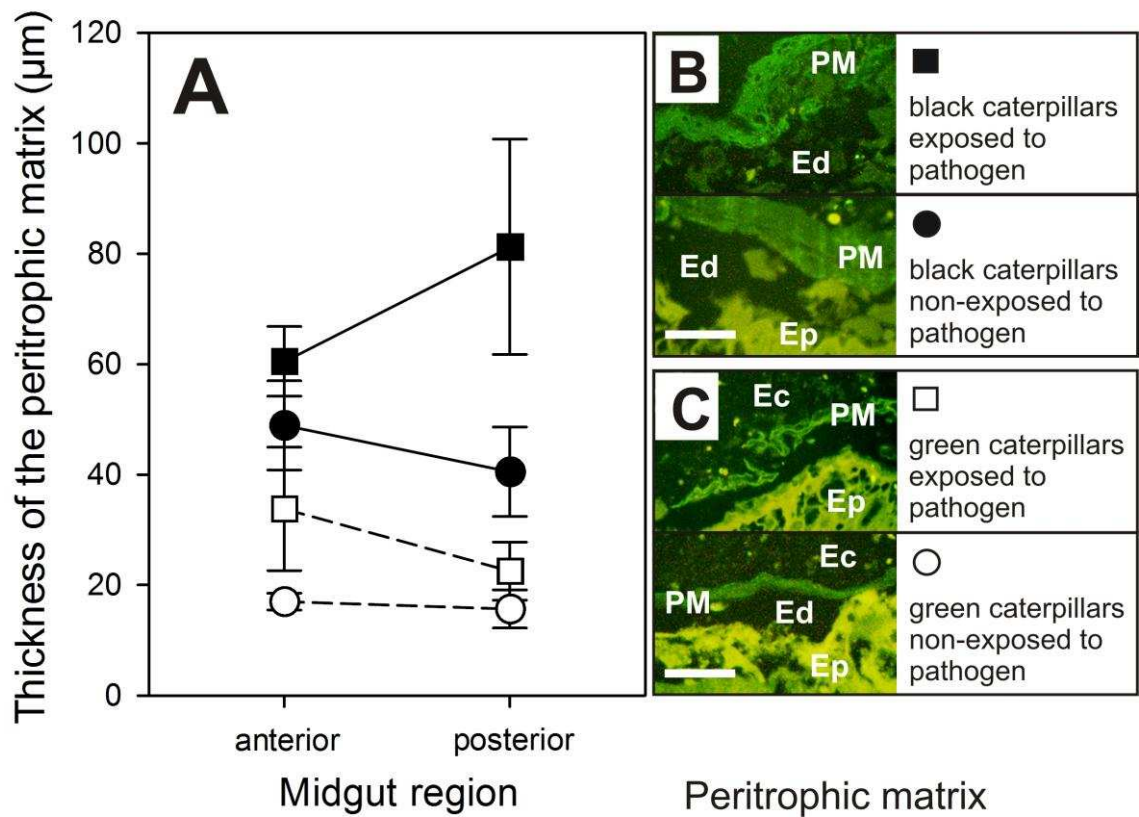 A
Thickness of the peritrophic matrix (µm)
120
100
80
60
40
20
0
anterior posterior
Midgut region
B
PM
Ed
black caterpillars
exposed to
pathogen
Ed
PM
Ep
black caterpillars
non-exposed to
pathogen
C
Ec
PM
Ep
green caterpillars
exposed to
pathogen
Ec
PM
Ed
Ep
green caterpillars
non-exposed to
pathogen
Peritrophic matrix